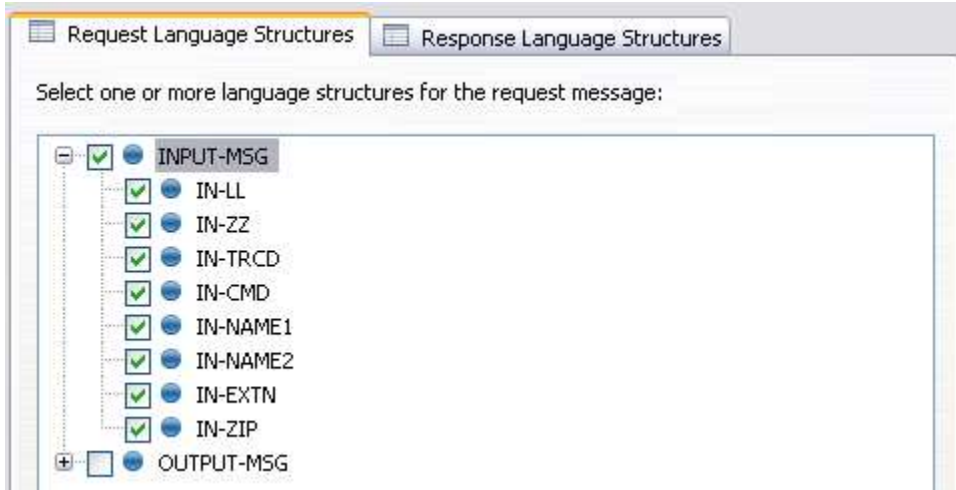 Request Language Structures Response Language Structures
Select one or more language structures for the request message:
INPUT-MSG
IN-LL
IN-ZZ
IN-TRCD
IN-CMD
IN-NAME1
IN-NAME2
IN-EXTN
IN-ZIP
OUTPUT-MSG